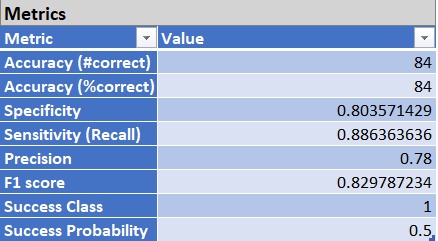 Metrics
Metric Value
Accuracy (#correct) 84
Accuracy (%correct) 84
Specificity 0.803571429
Sensitivity (Recall) 0.886363636
Precision 0.78
F1 score 0.829787234
Success Class 1
Success Probability 0.5